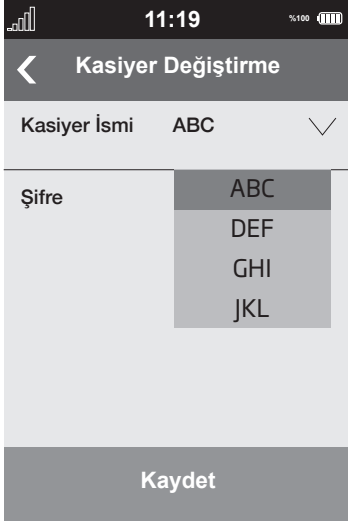 11:19 %100
Kasiyer Değiştirme
Kasiyer İsmi ABC
Şifre
ABC
DEF
GHI
JKL
Kaydet